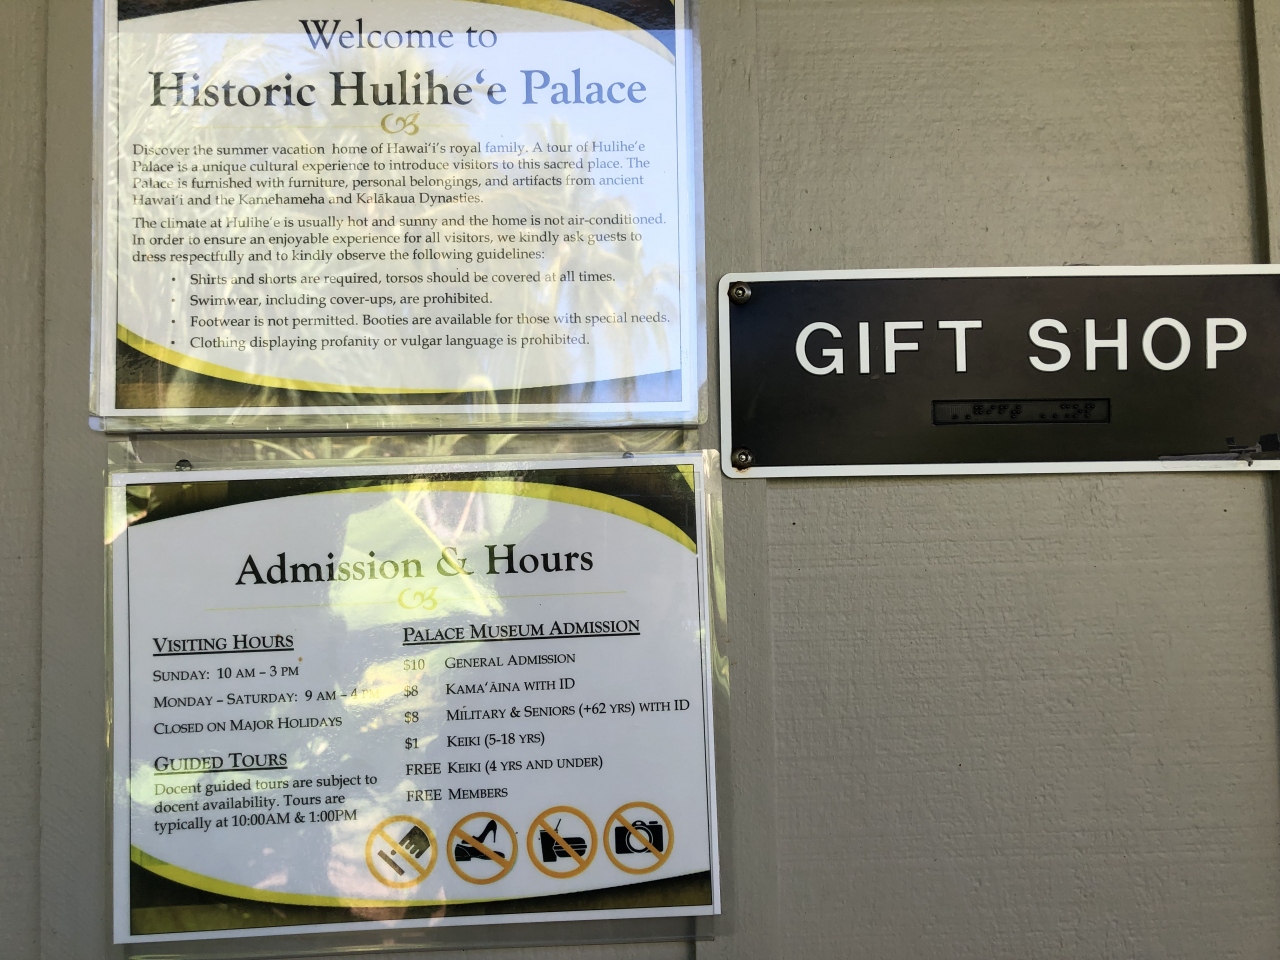 Welcome to
Historic Hulihe‘e Palace
Discover the summer vacation home of Hawai‘i’s royal family. A tour of Hulihe‘e
Palace is a unique cultural experience to introduce visitors to this sacred place. The
Palace is furnished with furniture, personal belongings, and artifacts from ancient
Hawai‘i and the Kamehameha and Kalākaua Dynasties.
The climate at Hulihe‘e is usually hot and sunny and the home is not air-conditioned.
In order to ensure an enjoyable experience for all visitors, we kindly ask guests to
dress respectfully and to kindly observe the following guidelines:
• Shirts and shorts are required, torsos should be covered at all times.
• Swimwear, including cover-ups, are prohibited.
• Footwear is not permitted. Booties are available for those with special needs.
• Clothing displaying profanity or vulgar language is prohibited.
GIFT SHOP
Admission & Hours
VISITING HOURS
SUNDAY: 10 AM – 3 PM
MONDAY – SATURDAY: 9 AM – 4 PM
CLOSED ON MAJOR HOLIDAYS
GUIDED TOURS
Docent guided tours are subject to
docent availability. Tours are
typically at 10:00AM & 1:00PM
PALACE MUSEUM ADMISSION
$10 GENERAL ADMISSION
$8 KAMA‘ĀINA WITH ID
$8 MILITARY & SENIORS (+62 YRS) WITH ID
$1 KEIKI (5-18 YRS)
FREE KEIKI (4 YRS AND UNDER)
FREE MEMBERS